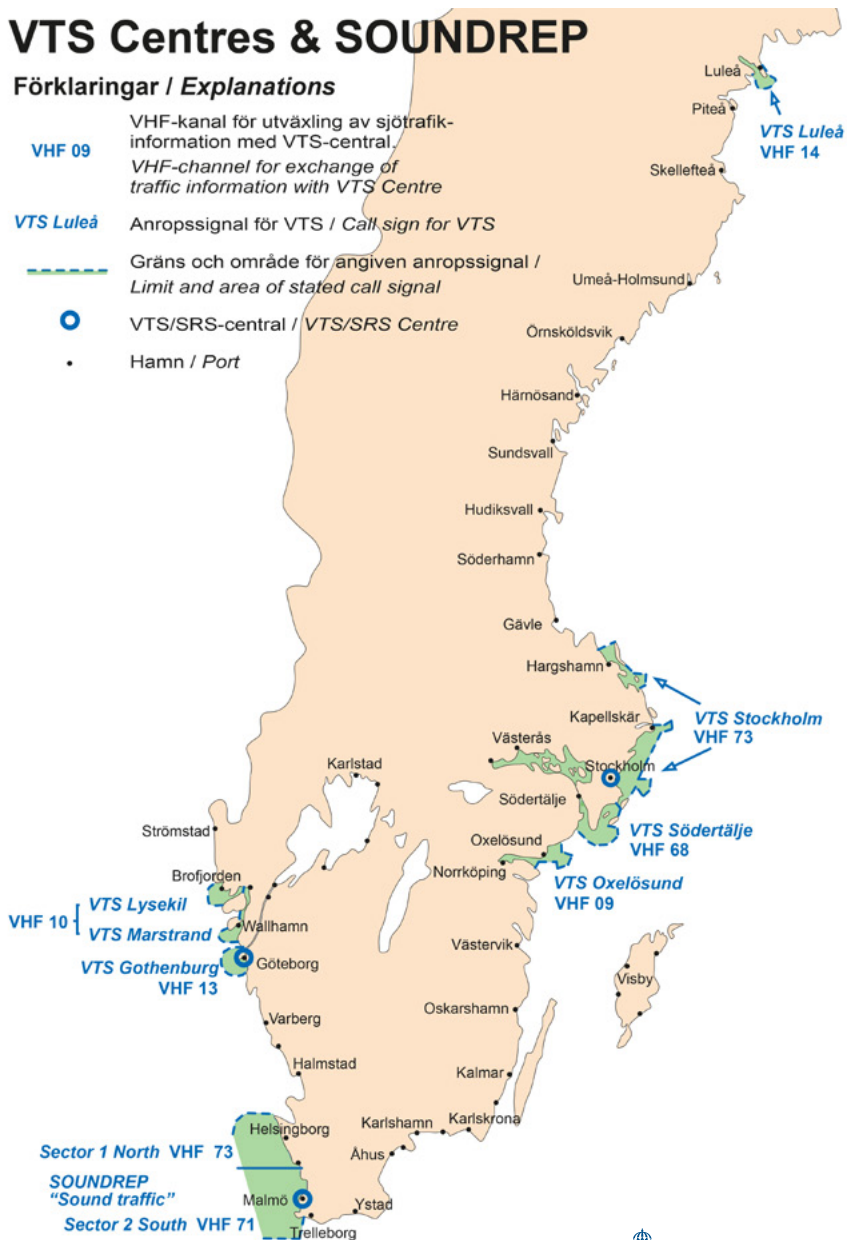 VTS Centres & SOUNDREP
Förklaringar / Explanations
VHF 09
VHF-kanal för utväxling av sjötrafik-
information med VTS-central.
VHF-channel for exchange of
traffic information with VTS Centre
VTS Luleå
Anropssignal för VTS / Call sign for VTS
Gräns och område för angiven anropssignal /
Limit and area of stated call signal
VTS/SRS-central / VTS/SRS Centre
Hamn / Port
Luleå
Piteå
VTS Luleå
VHF 14
Skellefteå
Umeå-Holmsund
Örnsköldsvik
Härnösand
Sundsvall
Hudiksvall
Söderhamn
Gävle
Hargshamn
Kapellskär
VTS Stockholm
VHF 73
Västerås
Stockholm
Karlstad
Södertälje
Strömstad
Oxelösund
VTS Södertälje
VHF 68
Brofjorden
Norrköping
VTS Oxelösund
VHF 09
VTS Lysekil
VHF 10
Wallhamn
VTS Marstrand
Västervik
VTS Gothenburg
VHF 13
Göteborg
Visby
Oskarshamn
Varberg
Halmstad
Kalmar
Helsingborg
Karlshamn
Karlskrona
Sector 1 North VHF 73
Åhus
SOUNDREP
"Sound traffic"
Malmö
Ystad
Sector 2 South VHF 71
Trelleborg